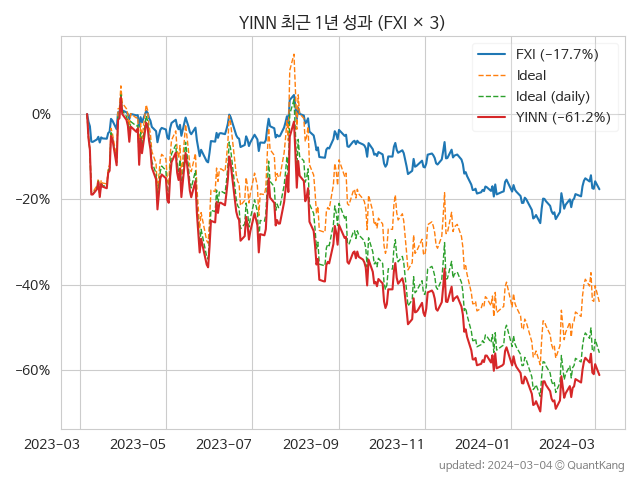 YINN 최근 1년 성과 (FXI × 3)
FXI (−17.7%)
Ideal
Ideal (daily)
YINN (−61.2%)
0%
−20%
−40%
−60%
2023-03
2023-05
2023-07
2023-09
2023-11
2024-01
2024-03
updated: 2024-03-04 © QuantKang